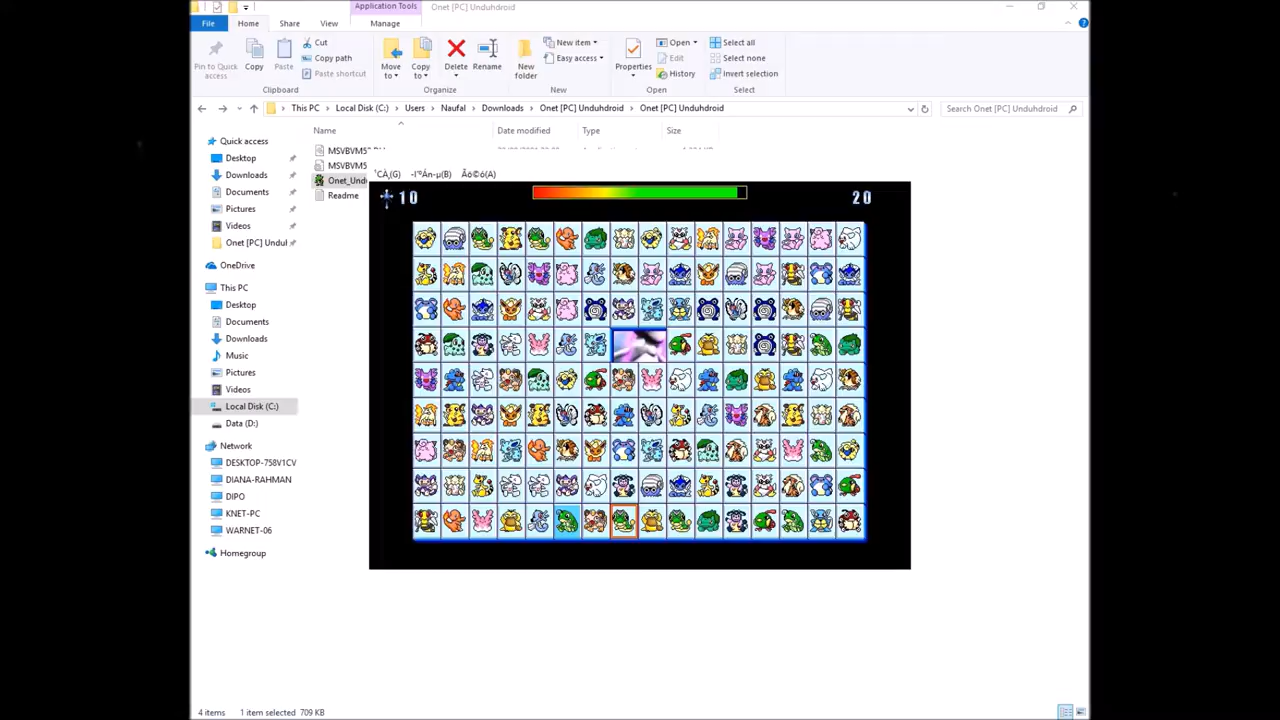 Application Tools
Onet [PC] Unduhdroid
File
Home
Share
View
Manage
Pin to Quick access
Copy
Paste
Cut
Copy path
Paste shortcut
Clipboard
Move to
Copy to
Delete
Rename
Organize
New folder
New item
Easy access
New
Properties
Open
Edit
History
Open
Select all
Select none
Invert selection
Select
This PC
Local Disk (C:)
Users
Naufal
Downloads
Onet [PC] Unduhdroid
Onet [PC] Unduhdroid
Search Onet [PC] Unduhdroid
Name
Date modified
Type
Size
Quick access
Desktop
Downloads
Documents
Pictures
Videos
Onet [PC] Unduh
OneDrive
This PC
Desktop
Documents
Downloads
Music
Pictures
Videos
Local Disk (C:)
Data (D:)
Network
DESKTOP-758V1CV
DIANA-RAHMAN
DIPO
KNET-PC
WARNET-06
Homegroup
MSVBVM5
Onet_Undu
Readme
10
20
4 items
1 item selected 709 KB